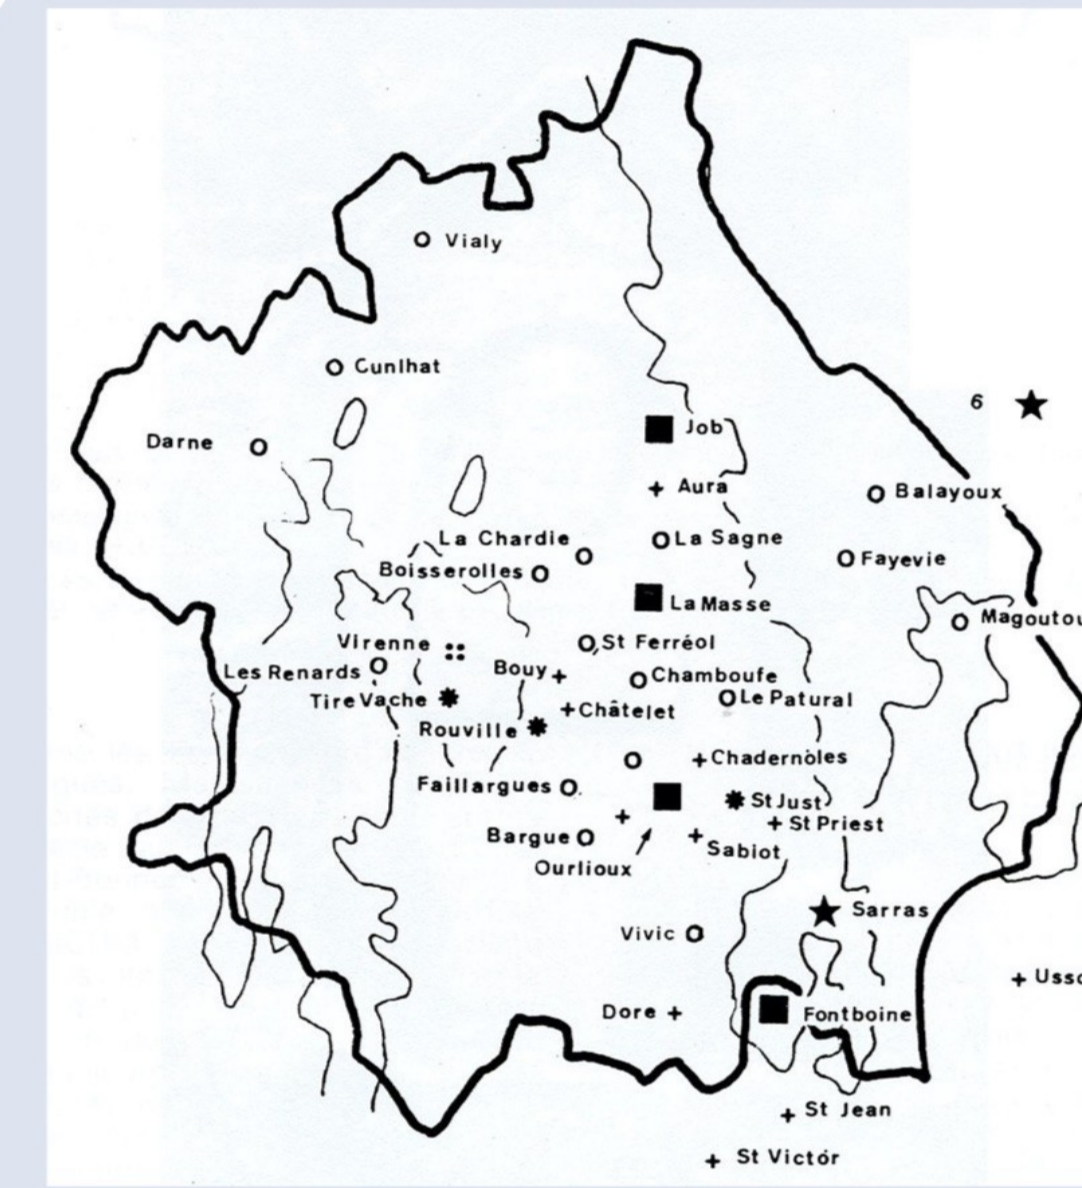 Vialy
Cunlhat
6
Darne
Job
Aura
Balayoux
La Chardie
La Sagne
Fayevie
Boisserolles
La Masse
Magoutou
Virenne
St Ferréol
Les Renards
Bouy
Chamboufe
Tire Vache
Le Patural
Châtelet
Rouville
Chadernòles
Faillargues
St Just
St Priest
Bargue
Sabiot
Ourlioux
Sarras
Vivic
Usso
Dore
Fontboine
St Jean
St Victor